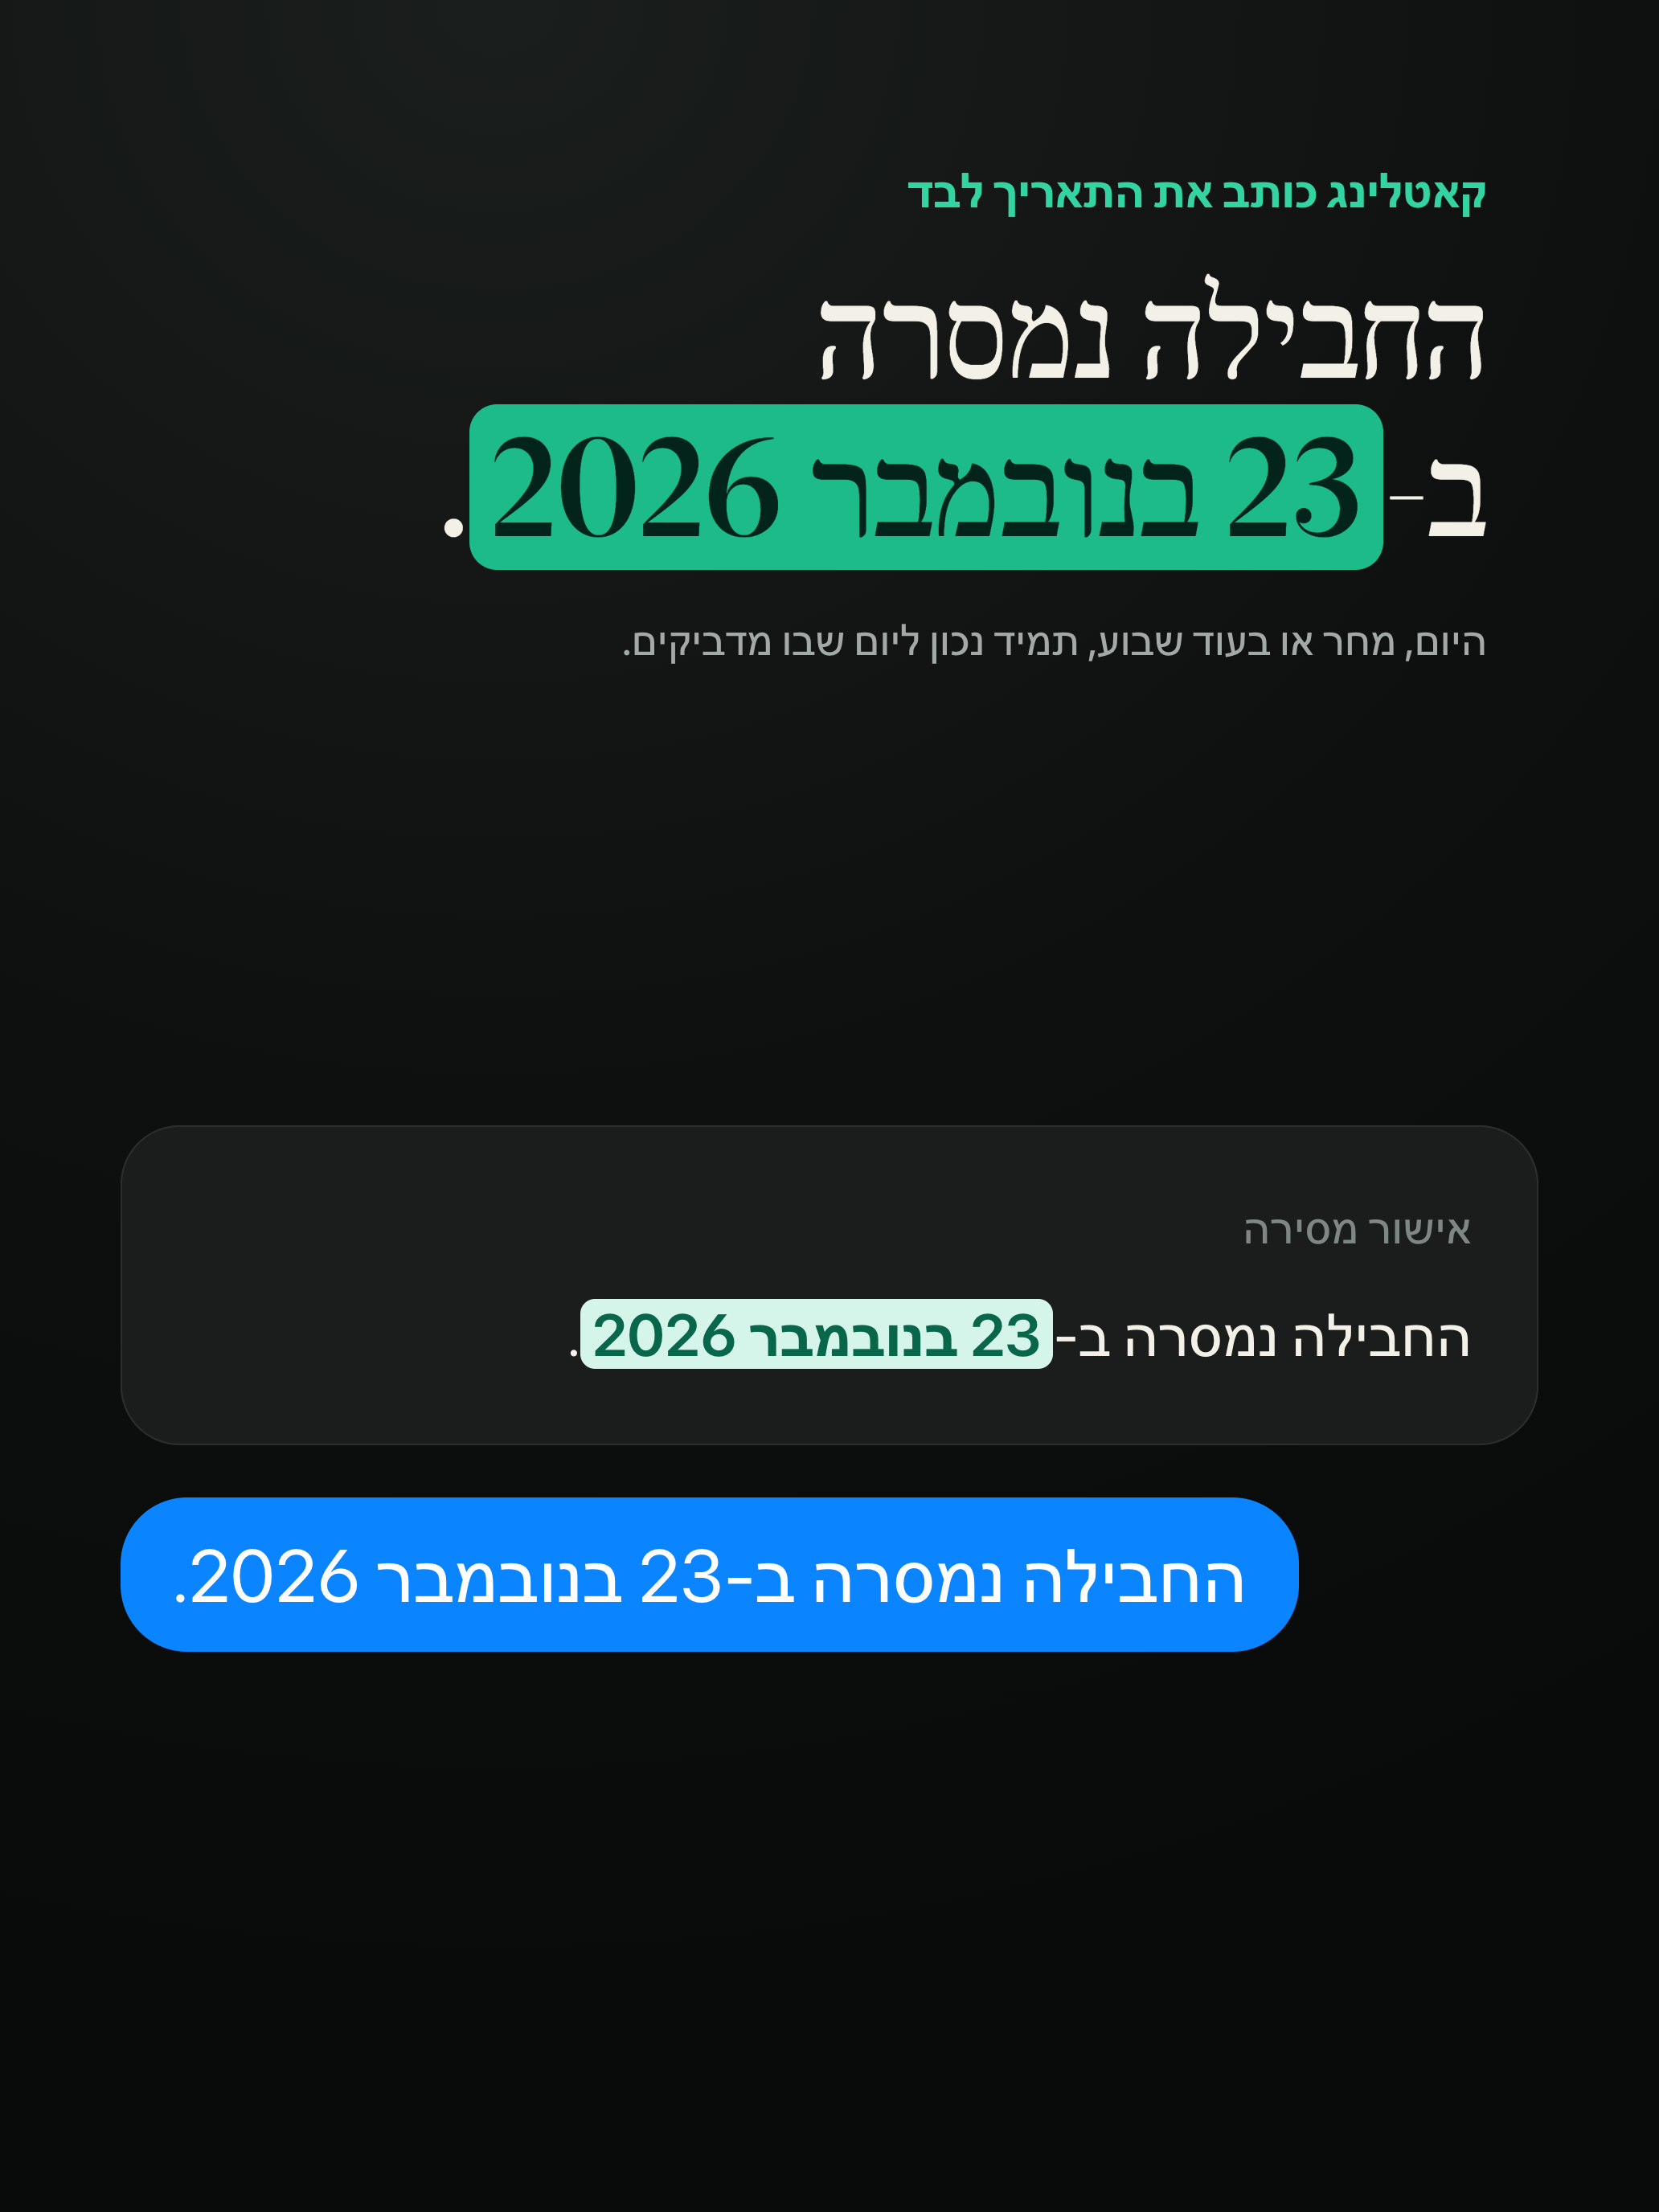 קאטלינג כותב את התאריך לבד
החבילה נמסרה
ב-23 בנובמבר 2026.
היום, מחר או בעוד שבוע, תמיד נכון ליום שבו מדביקים.
אישור מסירה
החבילה נמסרה ב-23 בנובמבר 2026.
החבילה נמסרה ב-23 בנובמבר 2026.